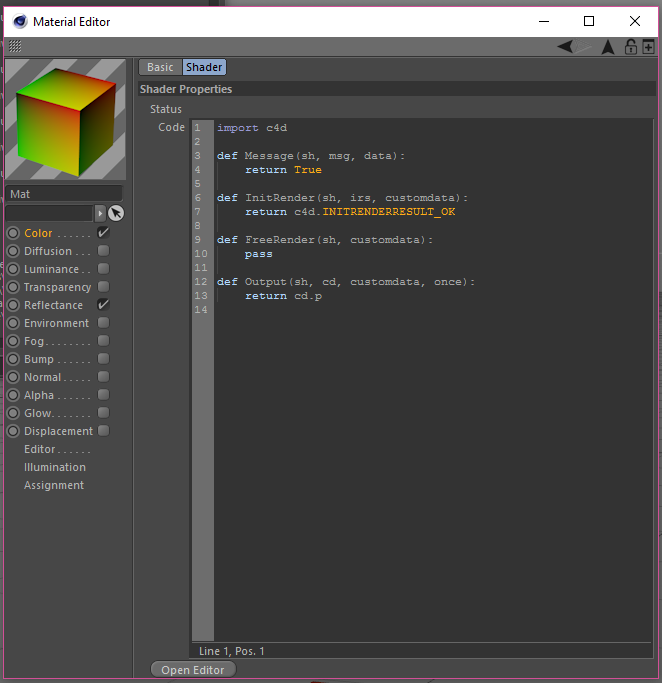 Material Editor
Basic Shader
Shader Properties
Status
Code
1 import c4d
2
3 def Message(sh, msg, data):
4 return True
5
6 def InitRender(sh, irs, customdata):
7 return c4d.INITRENDERRESULT_OK
8
9 def FreeRender(sh, customdata):
10 pass
11
12 def Output(sh, cd, customdata, once):
13 return cd.p
14
Line 1, Pos. 1
Open Editor
Mat
Color . . . . . .
Diffusion . . .
Luminance . .
Transparency
Reflectance
Environment
Fog. . . . . . . .
Bump . . . . .
Normal . . . . .
Alpha . . . . . .
Glow. . . . . . .
Displacement
Editor . . . . . .
Illumination
Assignment